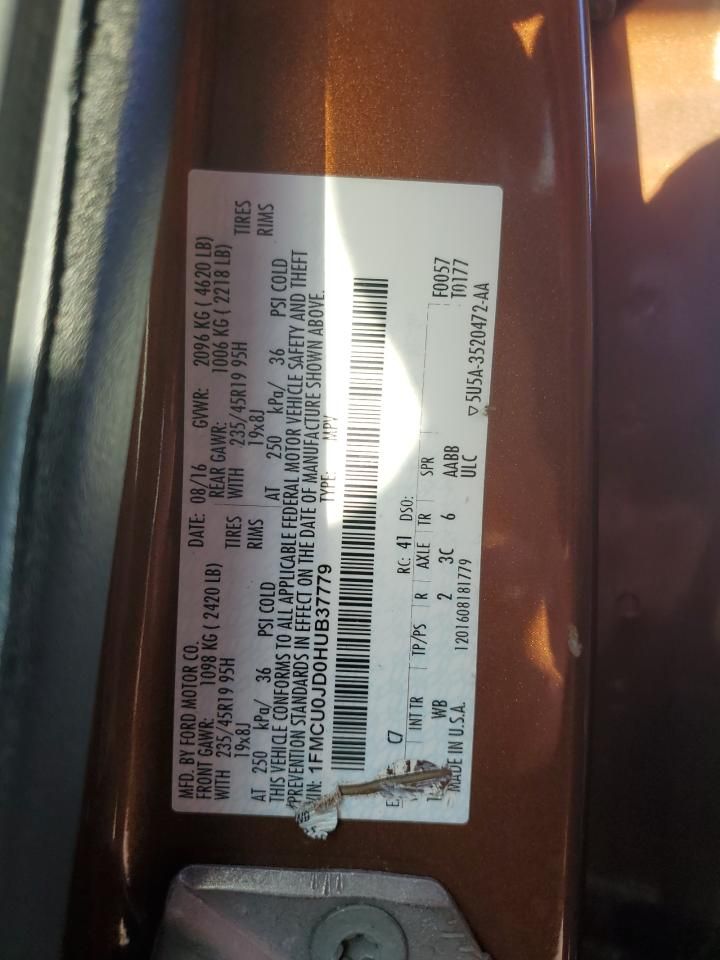 MFD. BY FORD MOTOR CO.
DATE: 08/16 GVWR: 2096 KG ( 4620 LB)
FRONT GAWR: 1098 KG ( 2420 LB) REAR GAWR: 1006 KG ( 2218 LB)
WITH 235/45R19 95H TIRES WITH 235/45R19 95H TIRES
19x8J RIMS 19x8J RIMS
AT 250 kPa/ 36 PSI COLD AT 250 kPa/ 36 PSI COLD
THIS VEHICLE CONFORMS TO ALL APPLICABLE FEDERAL MOTOR VEHICLE SAFETY AND THEFT
PREVENTION STANDARDS IN EFFECT ON THE DATE OF MANUFACTURE SHOWN ABOVE.
VIN: 1FMCU0JD0HUB37779 TYPE: MPV
RC: 41 DSO: F0057
T0177
WB INT TR TP/PS R AXLE TR SPR
WB 2 3C 6 AABB
ULC
MADE IN U.S.A. 1201608181779 ▽5U5A-3520472-AA